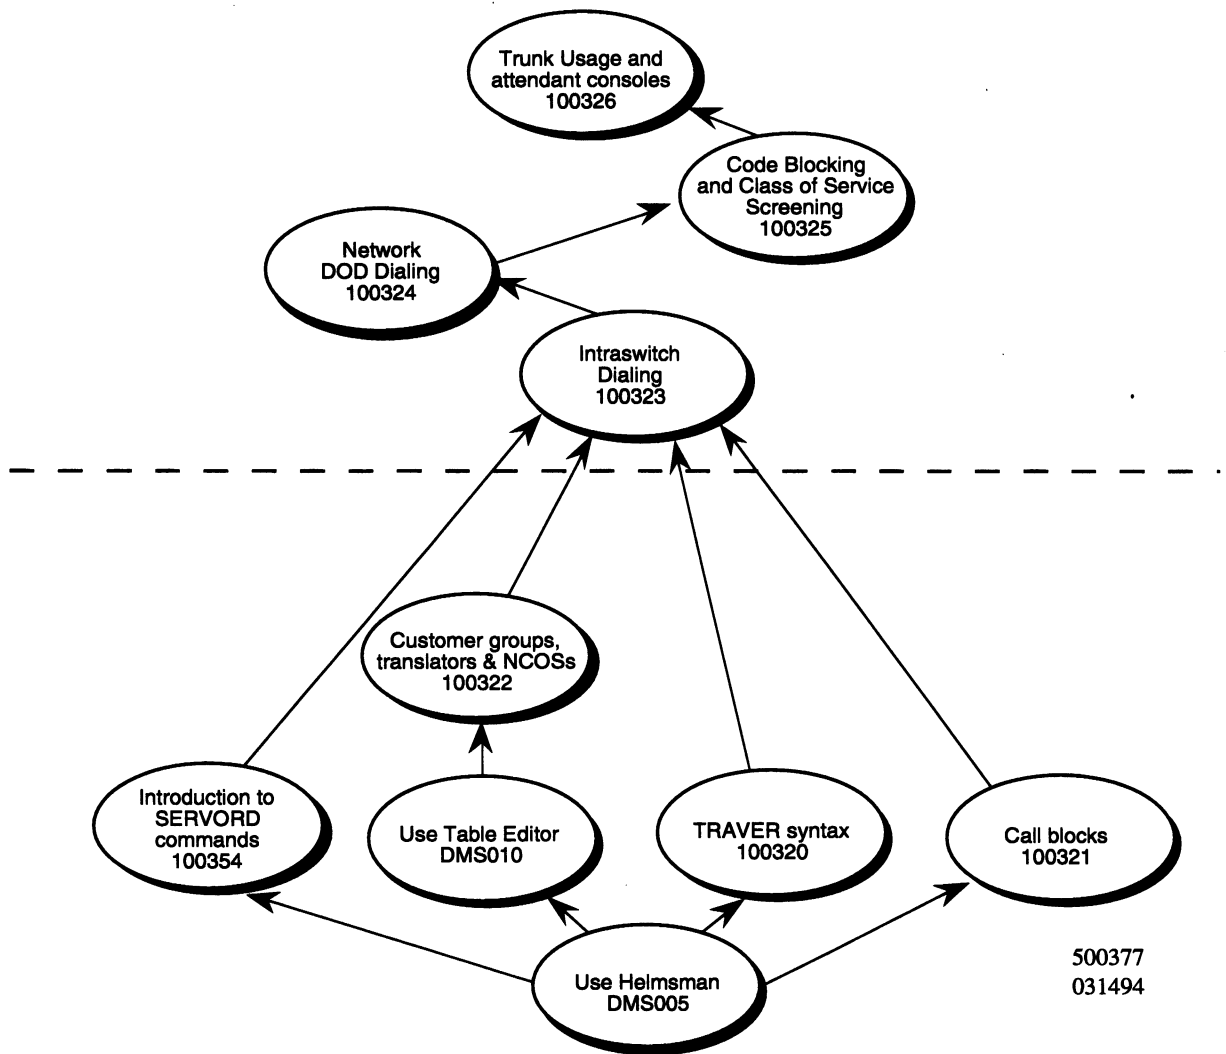 Trunk Usage and
attendant consoles
100326
Code Blocking
and Class of Service
Screening
100325
Network
DOD Dialing
100324
Intraswitch
Dialing
100323
Customer groups,
translators & NCOSs
100322
Introduction to
SERVORD
commands
100354
Use Table Editor
DMS010
TRAVER syntax
100320
Call blocks
100321
Use Helmsman
DMS005
500377
031494